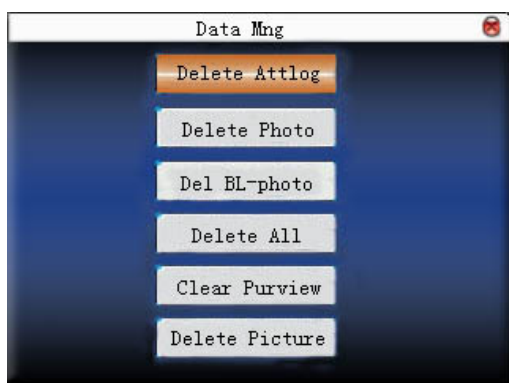 Data Mng
Delete Attlog
Delete Photo
Del BL-photo
Delete All
Clear Purview
Delete Picture